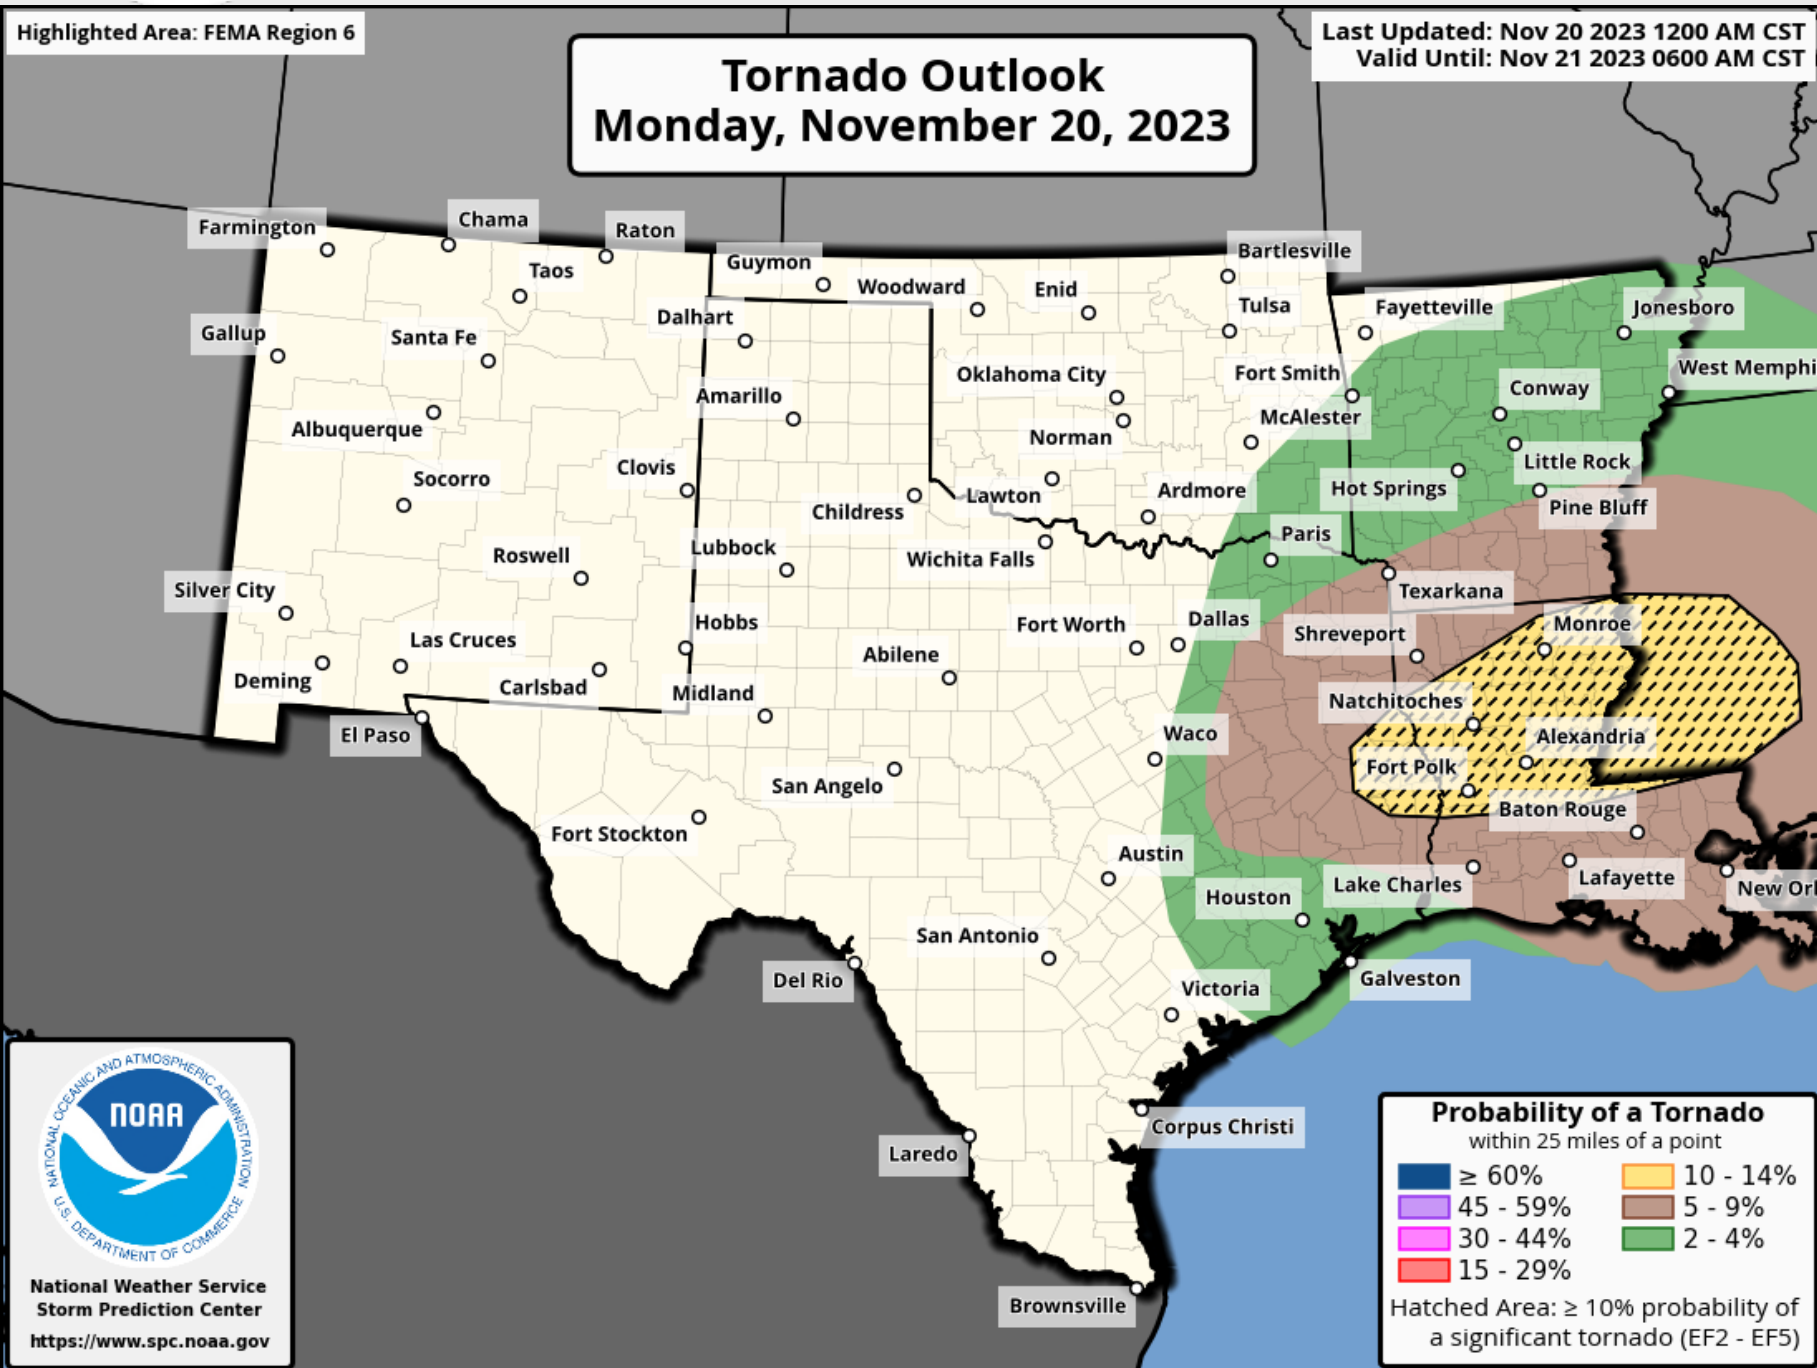 Highlighted Area: FEMA Region 6
Last Updated: Nov 20 2023 1200 AM CST
Valid Until: Nov 21 2023 0600 AM CST
Tornado Outlook
Monday, November 20, 2023
Farmington
Chama
Raton
Taos
Guymon
Woodward
Enid
Bartlesville
Tulsa
Fayetteville
Jonesboro
Gallup
Santa Fe
Dalhart
Oklahoma City
Fort Smith
West Memphi
Conway
Amarillo
Albuquerque
Norman
McAlester
Little Rock
Socorro
Clovis
Childress
Lawton
Ardmore
Hot Springs
Pine Bluff
Roswell
Lubbock
Wichita Falls
Paris
Silver City
Texarkana
Las Cruces
Hobbs
Fort Worth
Dallas
Shreveport
Monroe
Deming
Carlsbad
Midland
Abilene
Natchitoches
El Paso
Waco
Alexandria
San Angelo
Fort Polk
Fort Stockton
Baton Rouge
Austin
Houston
Lake Charles
Lafayette
New Orl
San Antonio
Del Rio
Victoria
Galveston
Corpus Christi
Laredo
Brownsville
NATIONAL OCEANIC AND ATMOSPHERIC ADMINISTRATION
NOAA
U.S. DEPARTMENT OF COMMERCE
National Weather Service
Storm Prediction Center
https://www.spc.noaa.gov
Probability of a Tornado
within 25 miles of a point
≥ 60%
45 - 59%
30 - 44%
15 - 29%
10 - 14%
5 - 9%
2 - 4%
Hatched Area: ≥ 10% probability of
a significant tornado (EF2 - EF5)